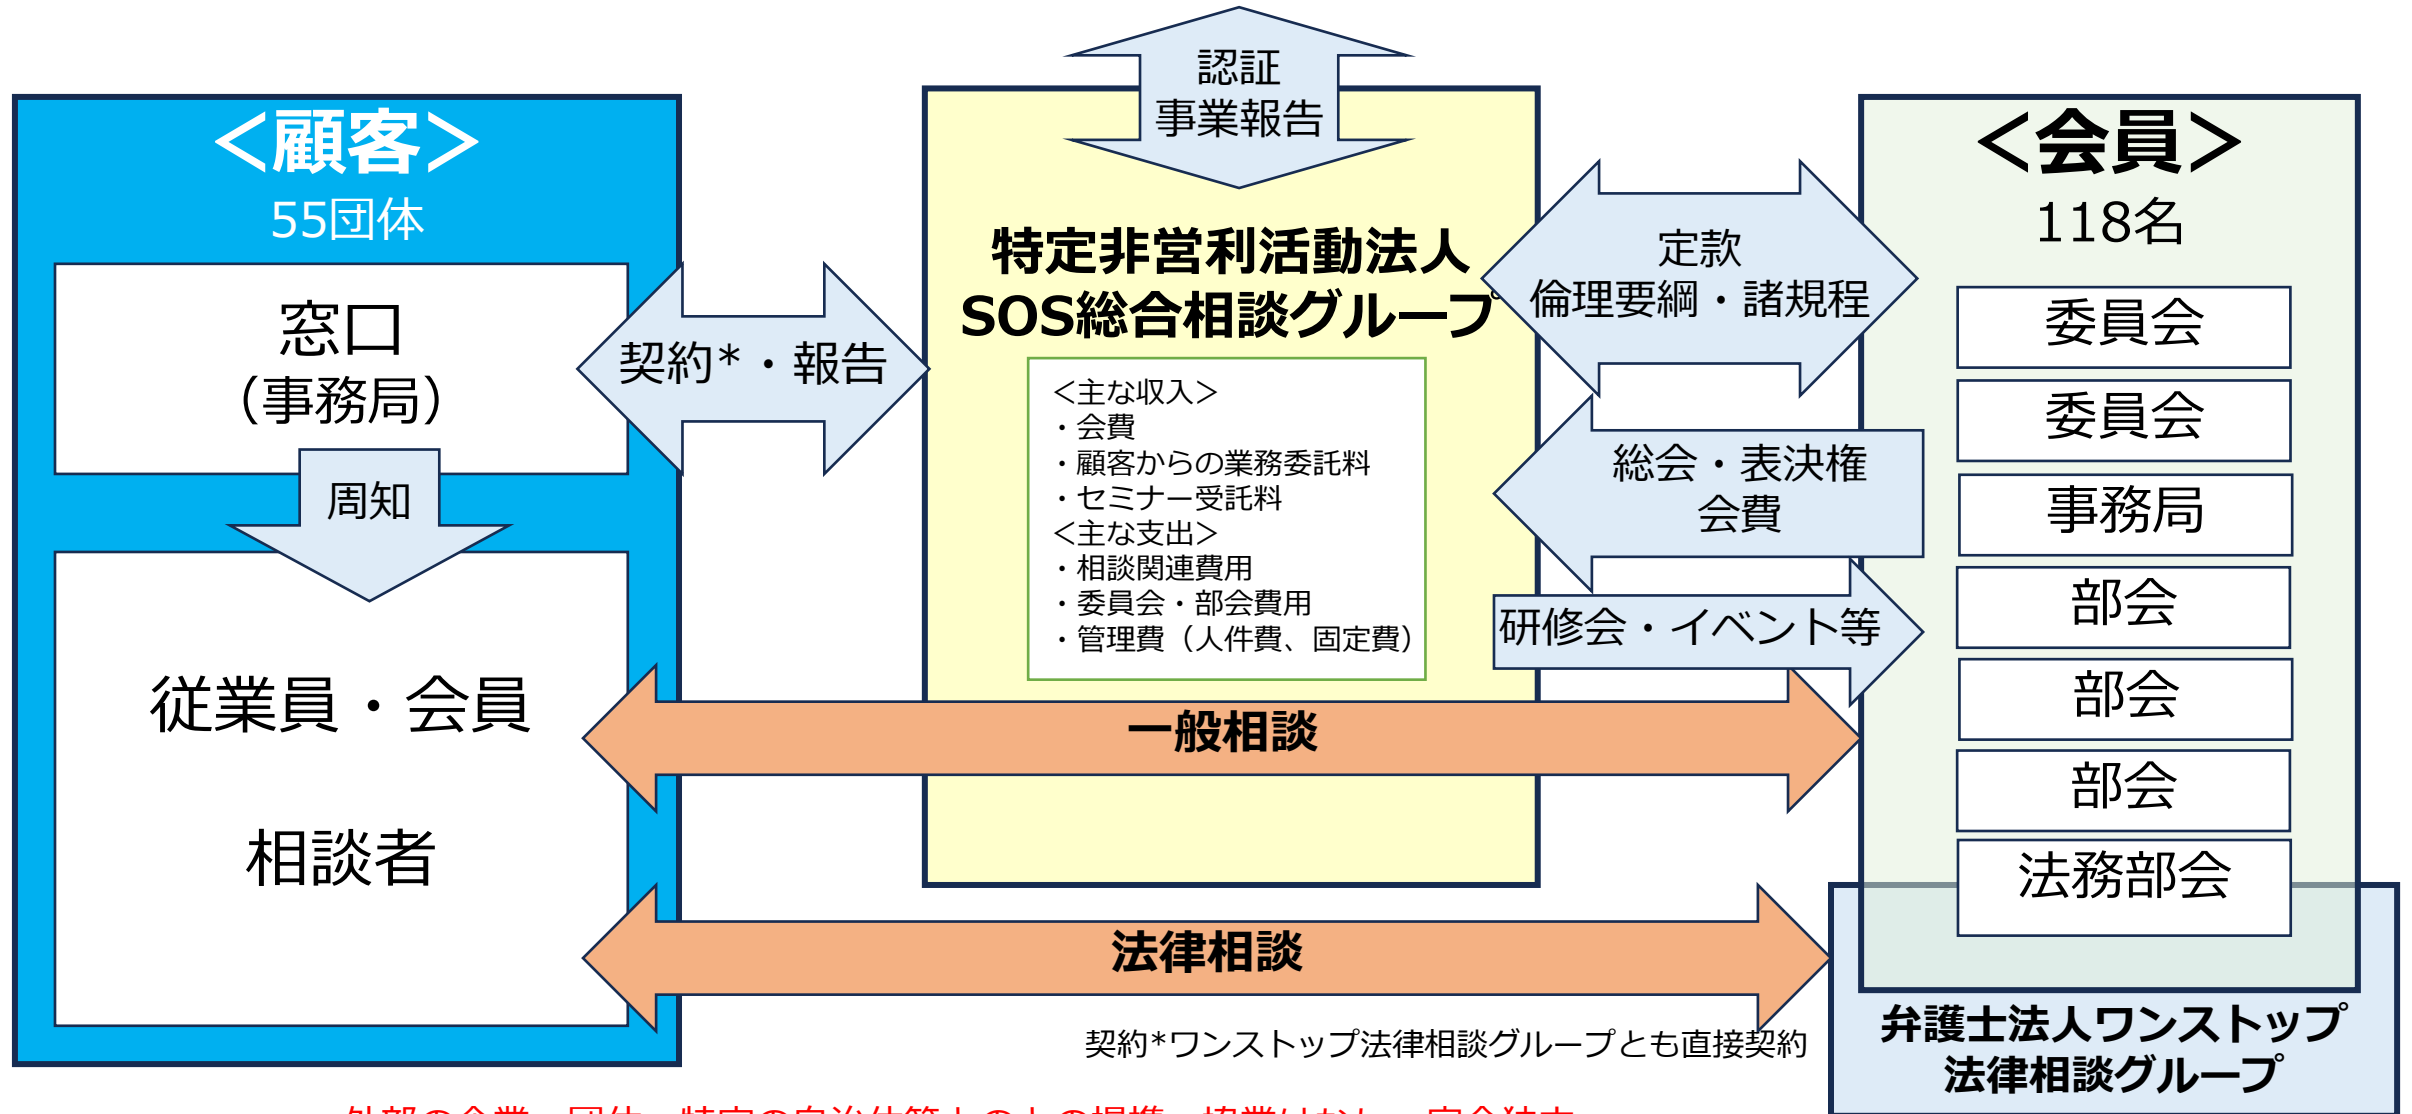 認証
事業報告
＜顧客＞
55団体
窓口
（事務局）
周知
従業員・会員
相談者
契約*・報告
特定非営利活動法人
SOS総合相談グループ
＜主な収入＞
・会費
・顧客からの業務委託料
・セミナー受託料
＜主な支出＞
・相談関連費用
・委員会・部会費用
・管理費（人件費、固定費）
定款
倫理要綱・諸規程
総会・表決権
会費
研修会・イベント等
一般相談
法律相談
＜会員＞
118名
委員会
委員会
事務局
部会
部会
部会
法務部会
弁護士法人ワンストップ
法律相談グループ
契約*ワンストップ法律相談グループとも直接契約